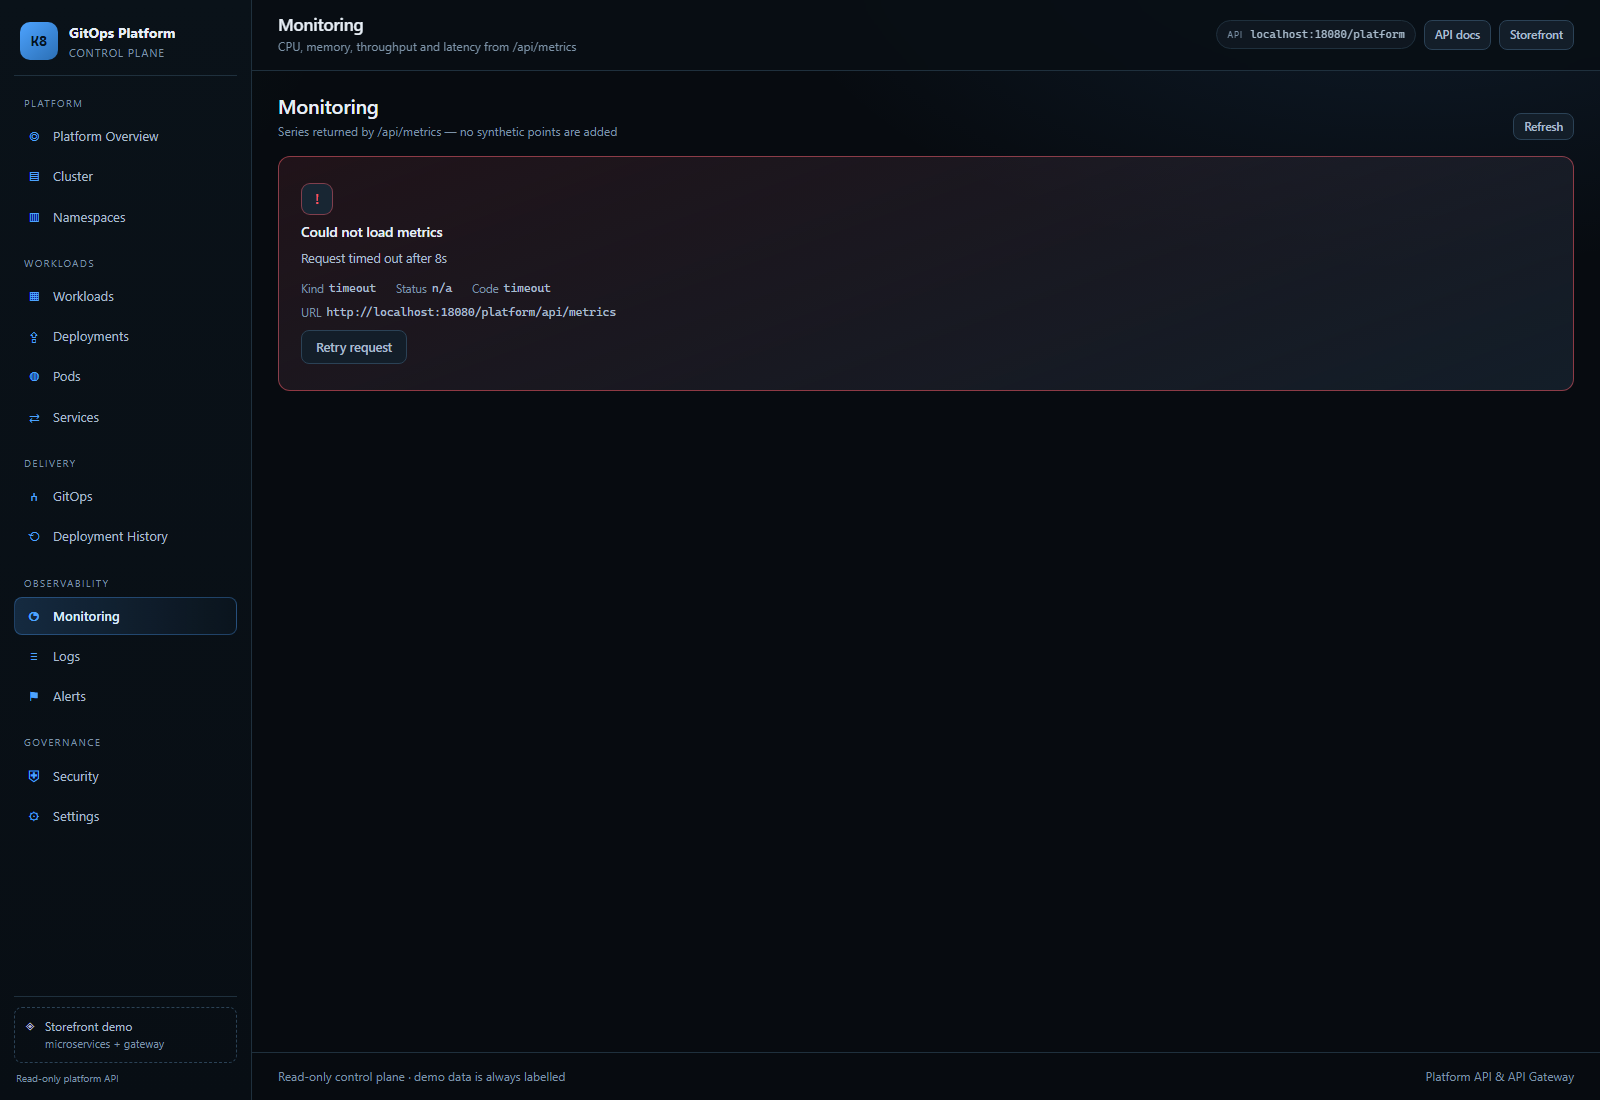 K8
GitOps Platform
CONTROL PLANE
PLATFORM
Platform Overview
Cluster
Namespaces
WORKLOADS
Workloads
Deployments
Pods
Services
DELIVERY
GitOps
Deployment History
OBSERVABILITY
Monitoring
Logs
Alerts
GOVERNANCE
Security
Settings
Storefront demo
microservices + gateway
Read-only platform API
Monitoring
CPU, memory, throughput and latency from /api/metrics
API localhost:18080/platform
API docs
Storefront
Monitoring
Series returned by /api/metrics — no synthetic points are added
Refresh
!
Could not load metrics
Request timed out after 8s
Kind timeout Status n/a Code timeout
URL http://localhost:18080/platform/api/metrics
Retry request
Read-only control plane · demo data is always labelled
Platform API & API Gateway